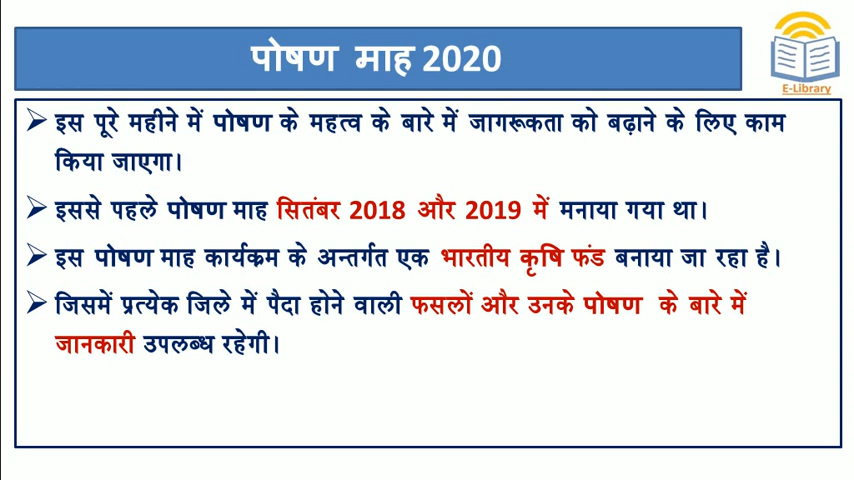 पोषण माह 2020
E-Library
इस पूरे महीने में पोषण के महत्व के बारे में जागरूकता को बढ़ाने के लिए काम
किया जाएगा।
इससे पहले पोषण माह सितंबर 2018 और 2019 में मनाया गया था।
इस पोषण माह कार्यक्रम के अन्तर्गत एक भारतीय कृषि फंड बनाया जा रहा है।
जिसमें प्रत्येक जिले में पैदा होने वाली फसलों और उनके पोषण के बारे में
जानकारी उपलब्ध रहेगी।